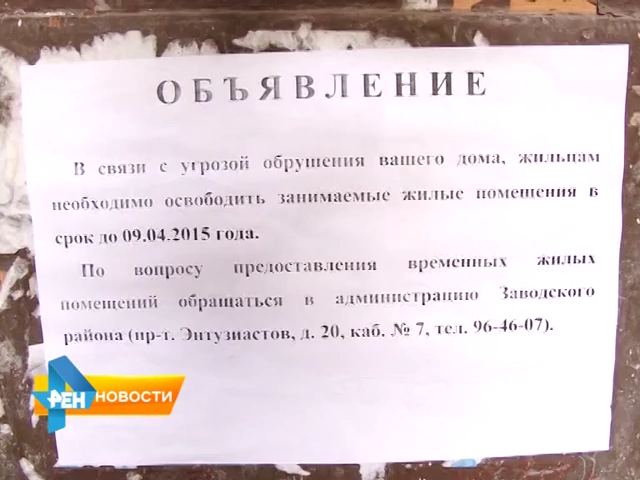 ОБЪЯВЛЕНИЕ
В связи с угрозой обрушения вашего дома, жильцам
необходимо освободить занимаемые жилые помещения в
срок до 09.04.2015 года.
По вопросу предоставления временных жилых
помещений обращаться в администрацию Заводского
района (пр-т. Энтузиастов, д. 20, каб. № 7, тел. 96-46-07).
РЕН НОВОСТИ